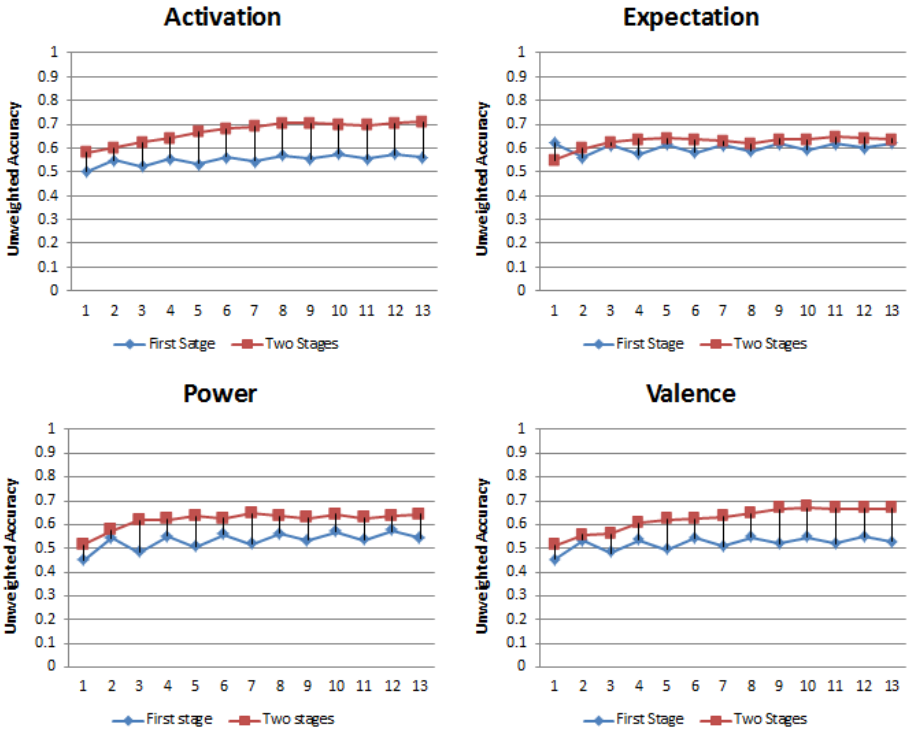 Activation
Unweighted Accuracy
1
0.9
0.8
0.7
0.6
0.5
0.4
0.3
0.2
0.1
0
1 2 3 4 5 6 7 8 9 10 11 12 13
First Satge Two Stages
Expectation
Unweighted Accuracy
1
0.9
0.8
0.7
0.6
0.5
0.4
0.3
0.2
0.1
0
1 2 3 4 5 6 7 8 9 10 11 12 13
First Stage Two Stages
Power
Unweighted Accuracy
1
0.9
0.8
0.7
0.6
0.5
0.4
0.3
0.2
0.1
0
1 2 3 4 5 6 7 8 9 10 11 12 13
First stage Two stages
Valence
Unweighted Accuracy
1
0.9
0.8
0.7
0.6
0.5
0.4
0.3
0.2
0.1
0
1 2 3 4 5 6 7 8 9 10 11 12 13
First Stage Two Stages